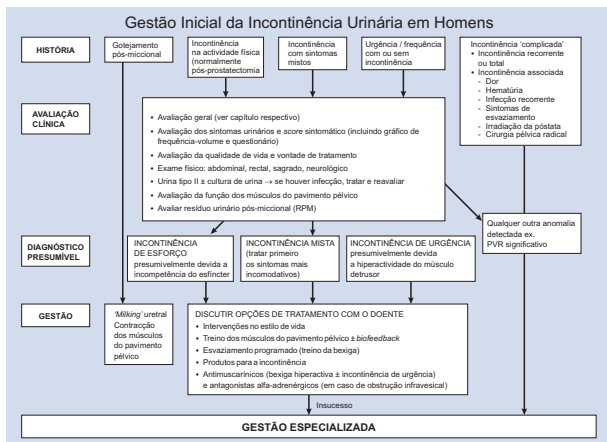 Gestão Inicial da Incontinência Urinária em Homens
HISTÓRIA
Gotejamento
pós-miccional
Incontinência
na actividade física
(normalmente
pós-prostatectomia
Incontinência
com sintomas
mistos
Urgência / frequência
com ou sem
incontinência
Incontinência 'complicada'
• Incontinência recorrente
ou total
• Incontinência associada
- Dor
- Hematúria
- Infecção recorrente
- Sintomas de
esvaziamento
- Irradiação da póstata
- Cirurgia pélvica radical
AVALIAÇÃO
CLÍNICA
• Avaliação geral (ver capítulo respectivo)
• Avaliação dos sintomas urinários e score sintomático (incluindo gráfico de
frequência-volume e questionário)
• Avaliação da qualidade de vida e vontade de tratamento
• Exame físico: abdominal, rectal, sagrado, neurológico
• Urina tipo II ± cultura de urina → se houver infecção, tratar e reavaliar
• Avaliação da função dos músculos do pavimento pélvico
• Avaliar resíduo urinário pós-miccional (RPM)
DIAGNÓSTICO
PRESUMÍVEL
INCONTINÊNCIA
DE ESFORÇO
presumivelmente devida a
incompetência do esfíncter
INCONTINÊNCIA MISTA
(tratar primeiro
os sintomas mais
incomodativos)
INCONTINÊNCIA DE URGÊNCIA
presumivelmente devida
a hiperactividade do músculo
detrusor
Qualquer outra anomalia
detectada ex.
PVR significativo
GESTÃO
'Milking' uretral
Contracção
dos músculos
do pavimento
pélvico
DISCUTIR OPÇÕES DE TRATAMENTO COM O DOENTE
• Intervenções no estilo de vida
• Treino dos músculos do pavimento pélvico ± biofeedback
• Esvaziamento programado (treino da bexiga)
• Produtos para a incontinência
• Antimuscarínicos (bexiga hiperactiva ± incontinência de urgência)
e antagonistas alfa-adrenérgicos (em caso de obstrução infravesical)
Insucesso
GESTÃO ESPECIALIZADA